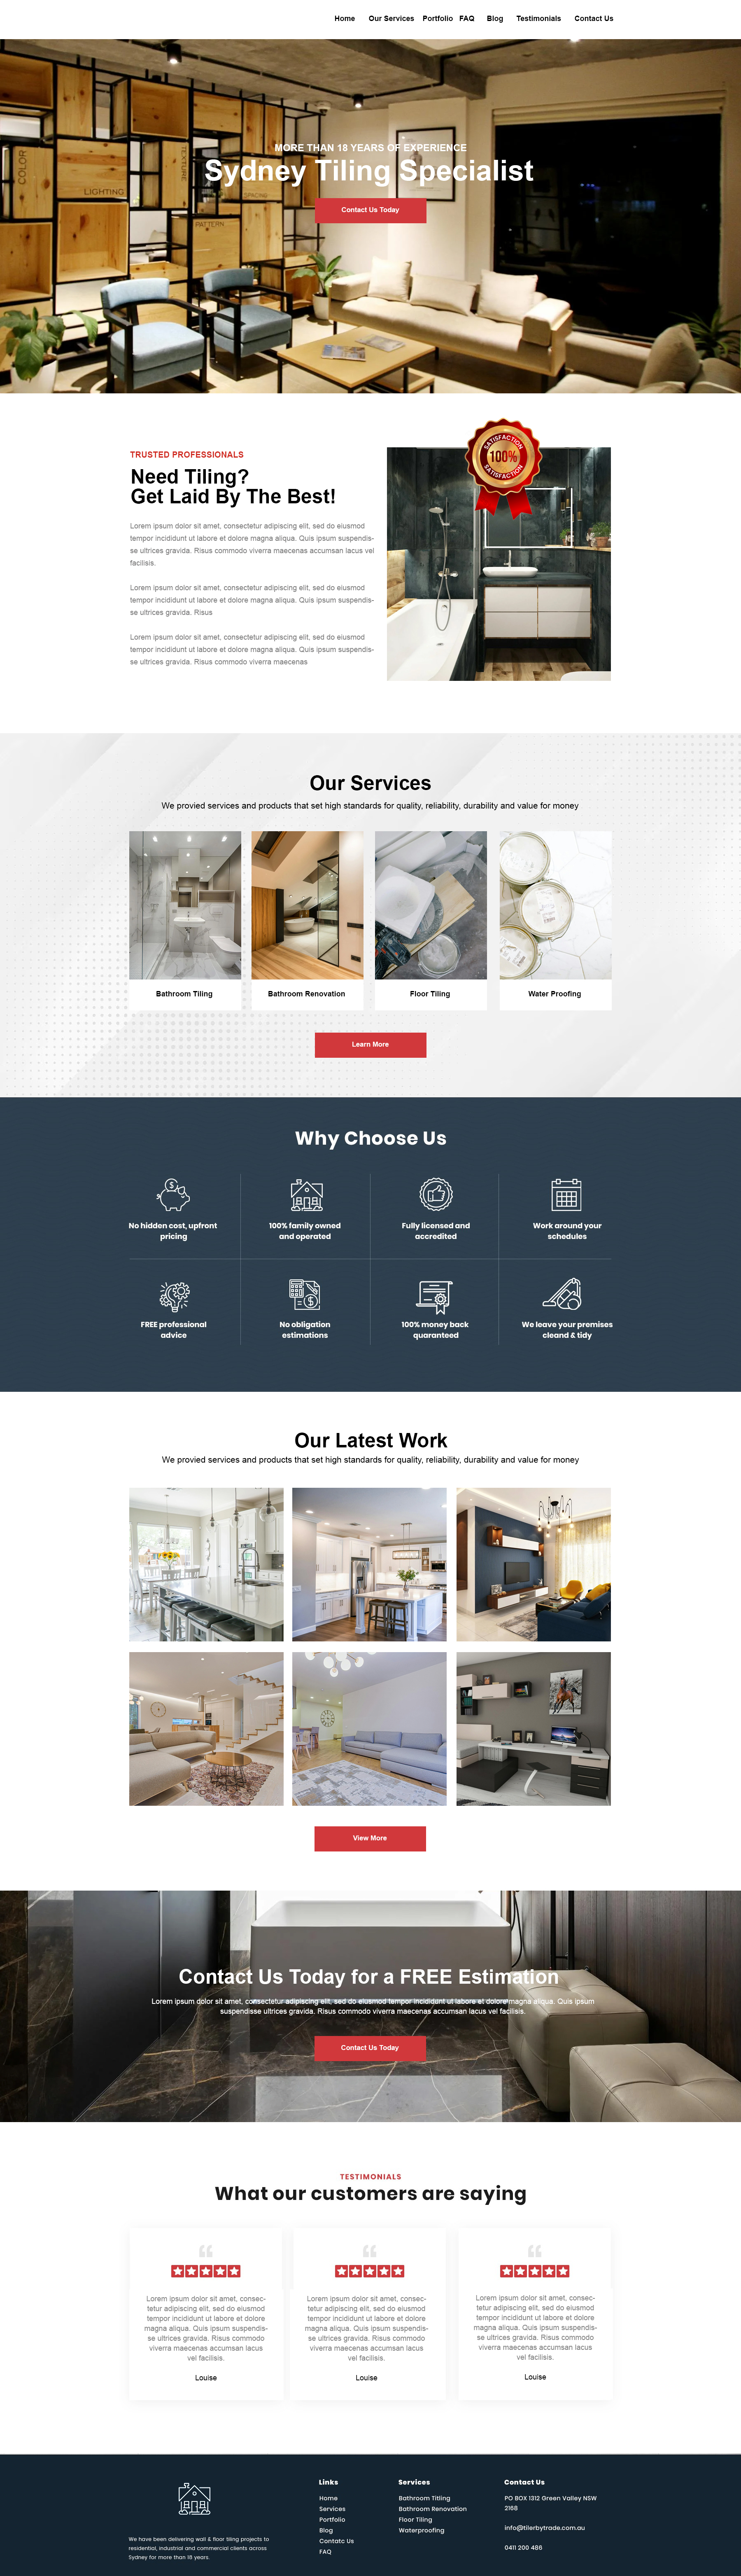 Home Our Services Portfolio FAQ Blog Testimonials Contact Us
MORE THAN 18 YEARS OF EXPERIENCE
Sydney Tiling Specialist
Contact Us Today
COLOR
LIGHTING
TEXTURE
SPACING
PATTERN
SATISFACTION
100%
SATISFACTION
TRUSTED PROFESSIONALS
Need Tiling?
Get Laid By The Best!
Lorem ipsum dolor sit amet, consectetur adipiscing elit, sed do eiusmod
tempor incididunt ut labore et dolore magna aliqua. Quis ipsum suspendis-
se ultrices gravida. Risus commodo viverra maecenas accumsan lacus vel
facilisis.
Lorem ipsum dolor sit amet, consectetur adipiscing elit, sed do eiusmod
tempor incididunt ut labore et dolore magna aliqua. Quis ipsum suspendis-
se ultrices gravida. Risus
Lorem ipsum dolor sit amet, consectetur adipiscing elit, sed do eiusmod
tempor incididunt ut labore et dolore magna aliqua. Quis ipsum suspendis-
se ultrices gravida. Risus commodo viverra maecenas
Our Services
We provied services and products that set high standards for quality, reliability, durability and value for money
Bathroom Tiling
Bathroom Renovation
Floor Tiling
Water Proofing
Learn More
Why Choose Us
No hidden cost, upfront
pricing
100% family owned
and operated
Fully licensed and
accredited
Work around your
schedules
FREE professional
advice
No obligation
estimations
100% money back
quaranteed
We leave your premises
cleand & tidy
Our Latest Work
We provied services and products that set high standards for quality, reliability, durability and value for money
View More
Contact Us Today for a FREE Estimation
Lorem ipsum dolor sit amet, consectetur adipiscing elit, sed do eiusmod tempor incididunt ut labore et dolore magna aliqua. Quis ipsum
suspendisse ultrices gravida. Risus commodo viverra maecenas accumsan lacus vel facilisis.
Contact Us Today
TESTIMONIALS
What our customers are saying
Lorem ipsum dolor sit amet, consec-
tetur adipiscing elit, sed do eiusmod
tempor incididunt ut labore et dolore
magna aliqua. Quis ipsum suspendis-
se ultrices gravida. Risus commodo
viverra maecenas accumsan lacus
vel facilisis.
Louise
Lorem ipsum dolor sit amet, consec-
tetur adipiscing elit, sed do eiusmod
tempor incididunt ut labore et dolore
magna aliqua. Quis ipsum suspendis-
se ultrices gravida. Risus commodo
viverra maecenas accumsan lacus
vel facilisis.
Louise
Lorem ipsum dolor sit amet, consec-
tetur adipiscing elit, sed do eiusmod
tempor incididunt ut labore et dolore
magna aliqua. Quis ipsum suspendis-
se ultrices gravida. Risus commodo
viverra maecenas accumsan lacus
vel facilisis.
Louise
We have been delivering wall & floor tiling projects to
residential, industrial and commercial clients across
Sydney for more than 18 years.
Links
Home
Services
Portfolio
Blog
Contatc Us
FAQ
Services
Bathroom Titling
Bathroom Renovation
Floor Tiling
Waterproofing
Contact Us
PO BOX 1312 Green Valley NSW
2168
info@tilerbytrade.com.au
0411 200 486